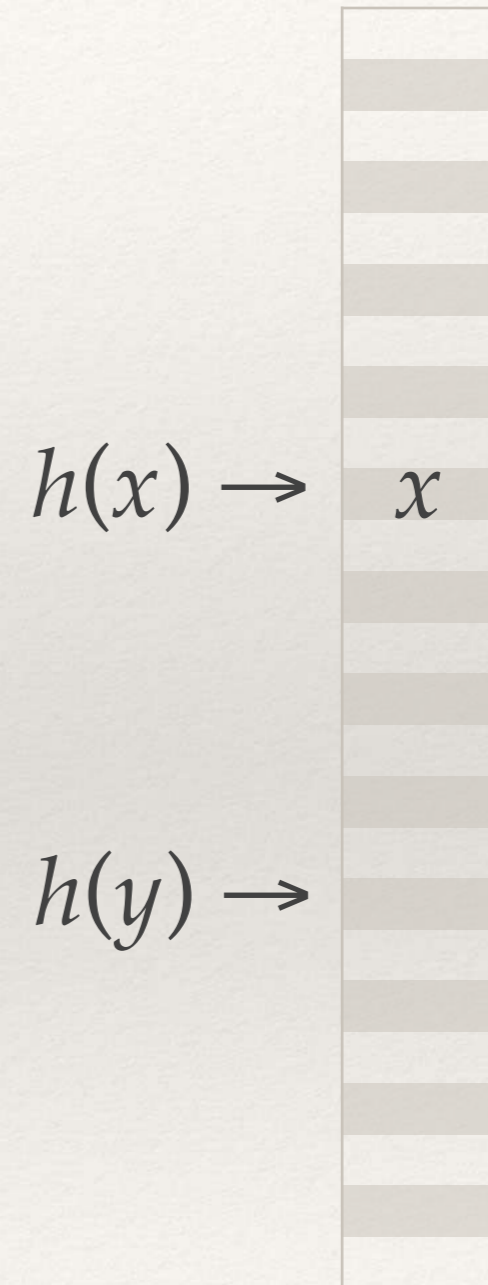 h(x) → x
h(y) →